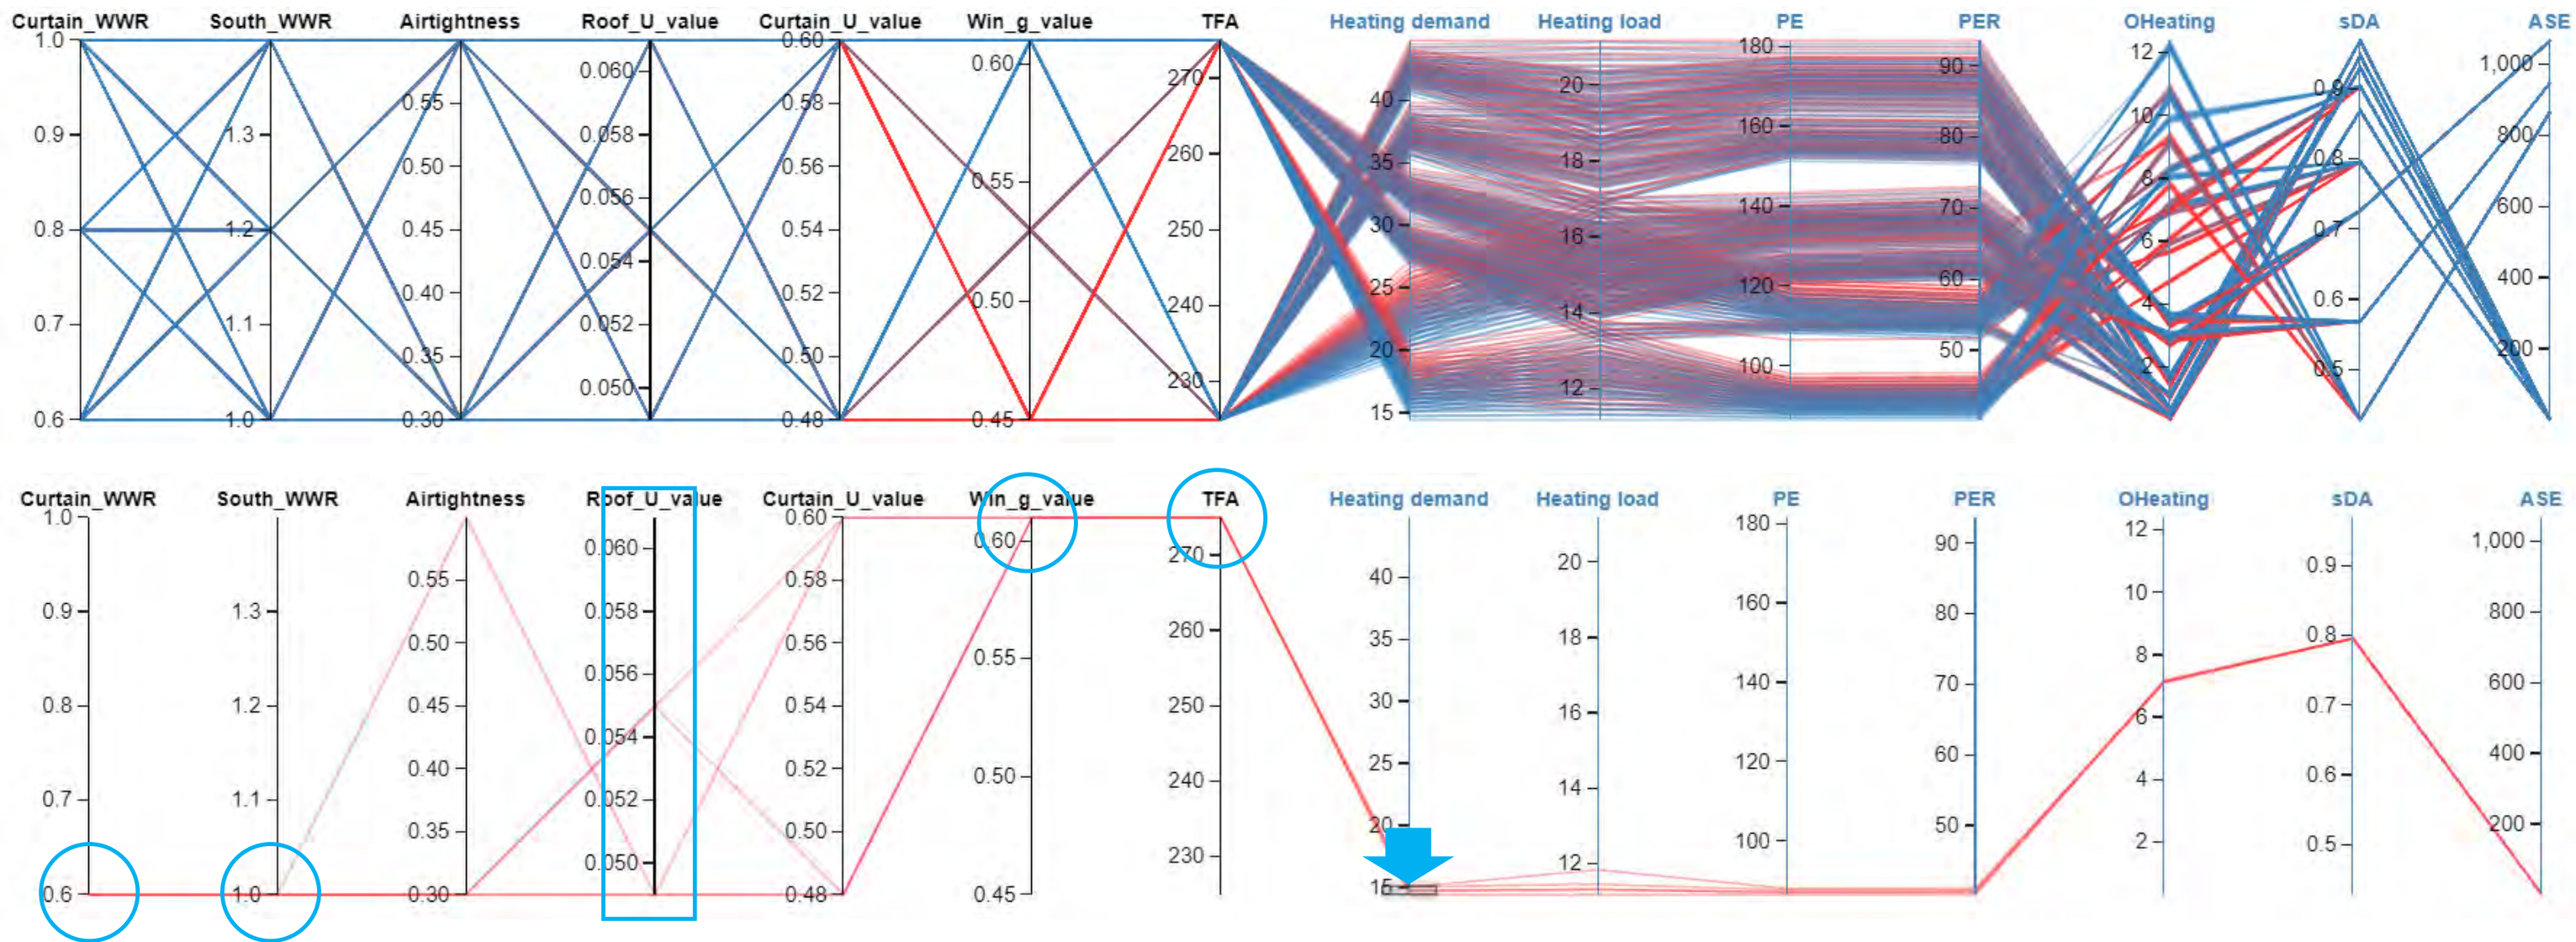 Curtain_WWR South_WWR Airtightness Roof_U_value Curtain_U_value Win_g_value TFA Heating demand Heating load PE PER OHeating sDA ASE
1.0 0.9 0.8 0.7 0.6
1.3 1.2 1.1 1.0
0.55 0.50 0.45 0.40 0.35 0.30
0.060 0.058 0.056 0.054 0.052 0.050
0.60 0.58 0.56 0.54 0.52 0.50 0.48
0.60 0.55 0.50 0.45
270 260 250 240 230
40 35 30 25 20 15
20 18 16 14 12
180 160 140 120 100
90 80 70 60 50
12 10 8 6 4 2
0.9 0.8 0.7 0.6 0.5
1,000 800 600 400 200
Curtain_WWR South_WWR Airtightness Roof_U_value Curtain_U_value Win_g_value TFA Heating demand Heating load PE PER OHeating sDA ASE
1.0 0.9 0.8 0.7 0.6
1.3 1.2 1.1 1.0
0.55 0.50 0.45 0.40 0.35 0.30
0.060 0.058 0.056 0.054 0.052 0.050
0.60 0.58 0.56 0.54 0.52 0.50 0.48
0.60 0.55 0.50 0.45
270 260 250 240 230
40 35 30 25 20 15
20 18 16 14 12
180 160 140 120 100
90 80 70 60 50
12 10 8 6 4 2
0.9 0.8 0.7 0.6 0.5
1,000 800 600 400 200